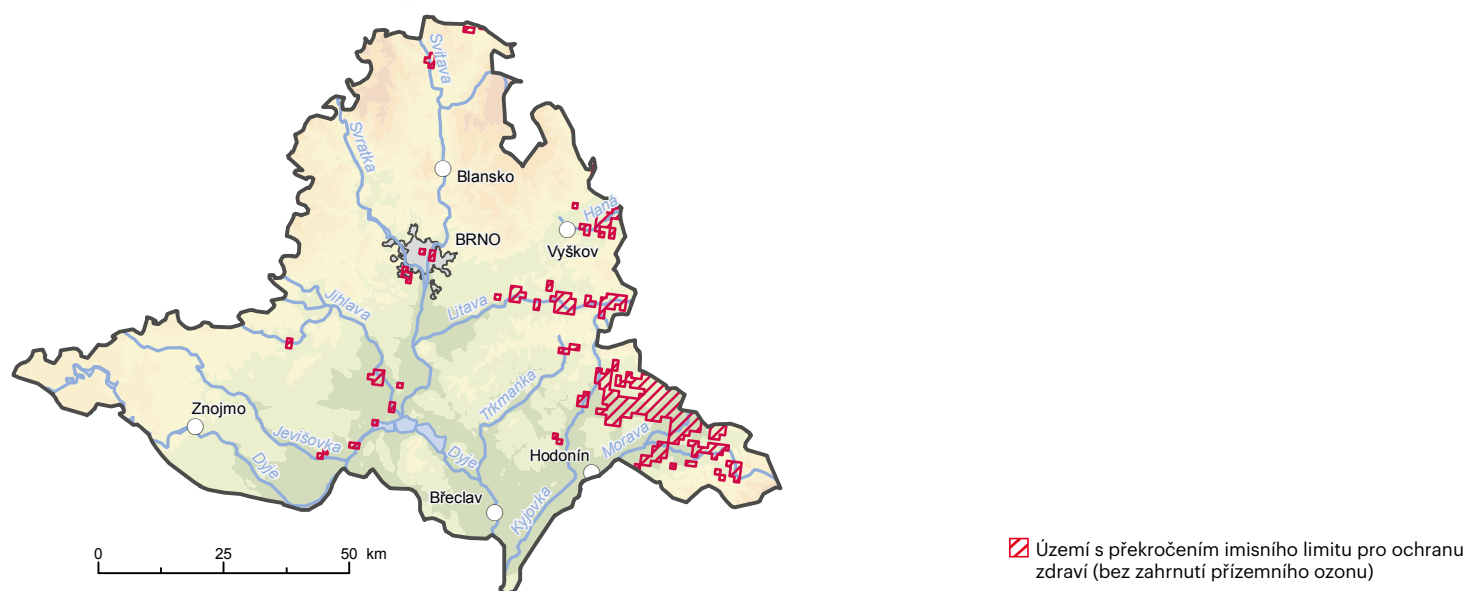 Svitava
Svratka
Blansko
Haná
BRNO
Vyškov
Jihlava
Litava
Trkmanka
Znojmo
Jevišovka
Morava
Hodonín
Dyje
Dyje
Břeclav
Kyjovka
0 25 50 km
Území s překročením imisního limitu pro ochranu
zdraví (bez zahrnutí přízemního ozonu)